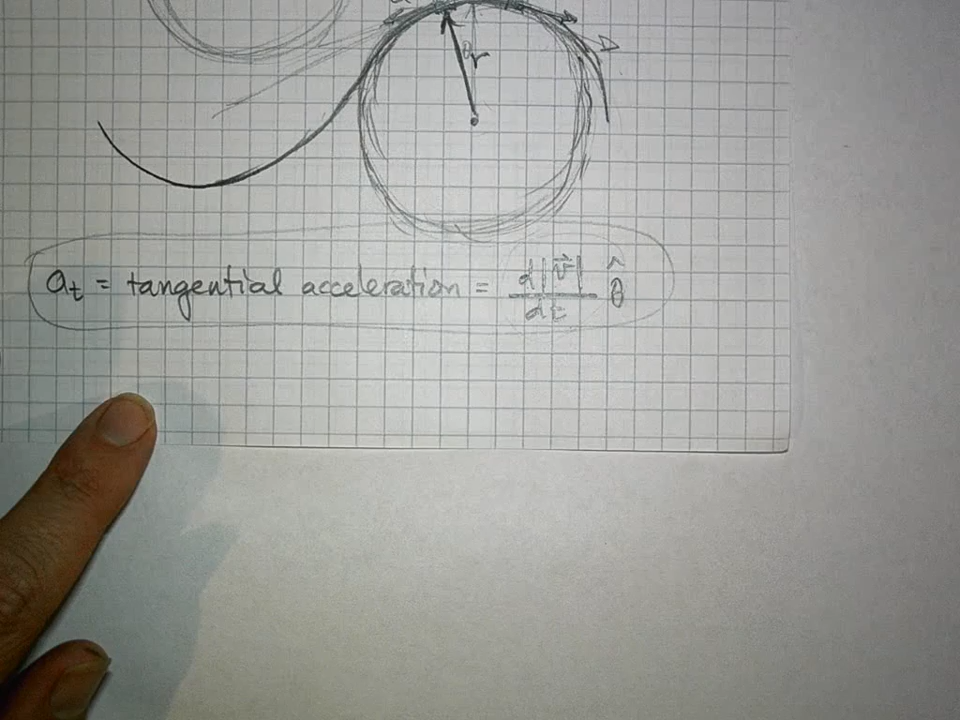 r
a_t = tangential acceleration = d|v⃗|/dt θ̂